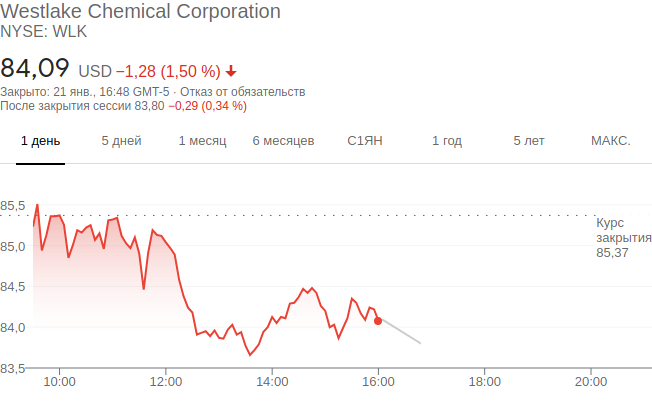 Westlake Chemical Corporation
NYSE: WLK
84,09 USD −1,28 (1,50 %)
Закрыто: 21 янв., 16:48 GMT-5 · Отказ от обязательств
После закрытия сессии 83,80 −0,29 (0,34 %)
1 день 5 дней 1 месяц 6 месяцев С1ЯН 1 год 5 лет МАКС.
85,5
Курс
закрытия
85,37
85,0
84,5
84,0
83,5
10:00 12:00 14:00 16:00 18:00 20:00